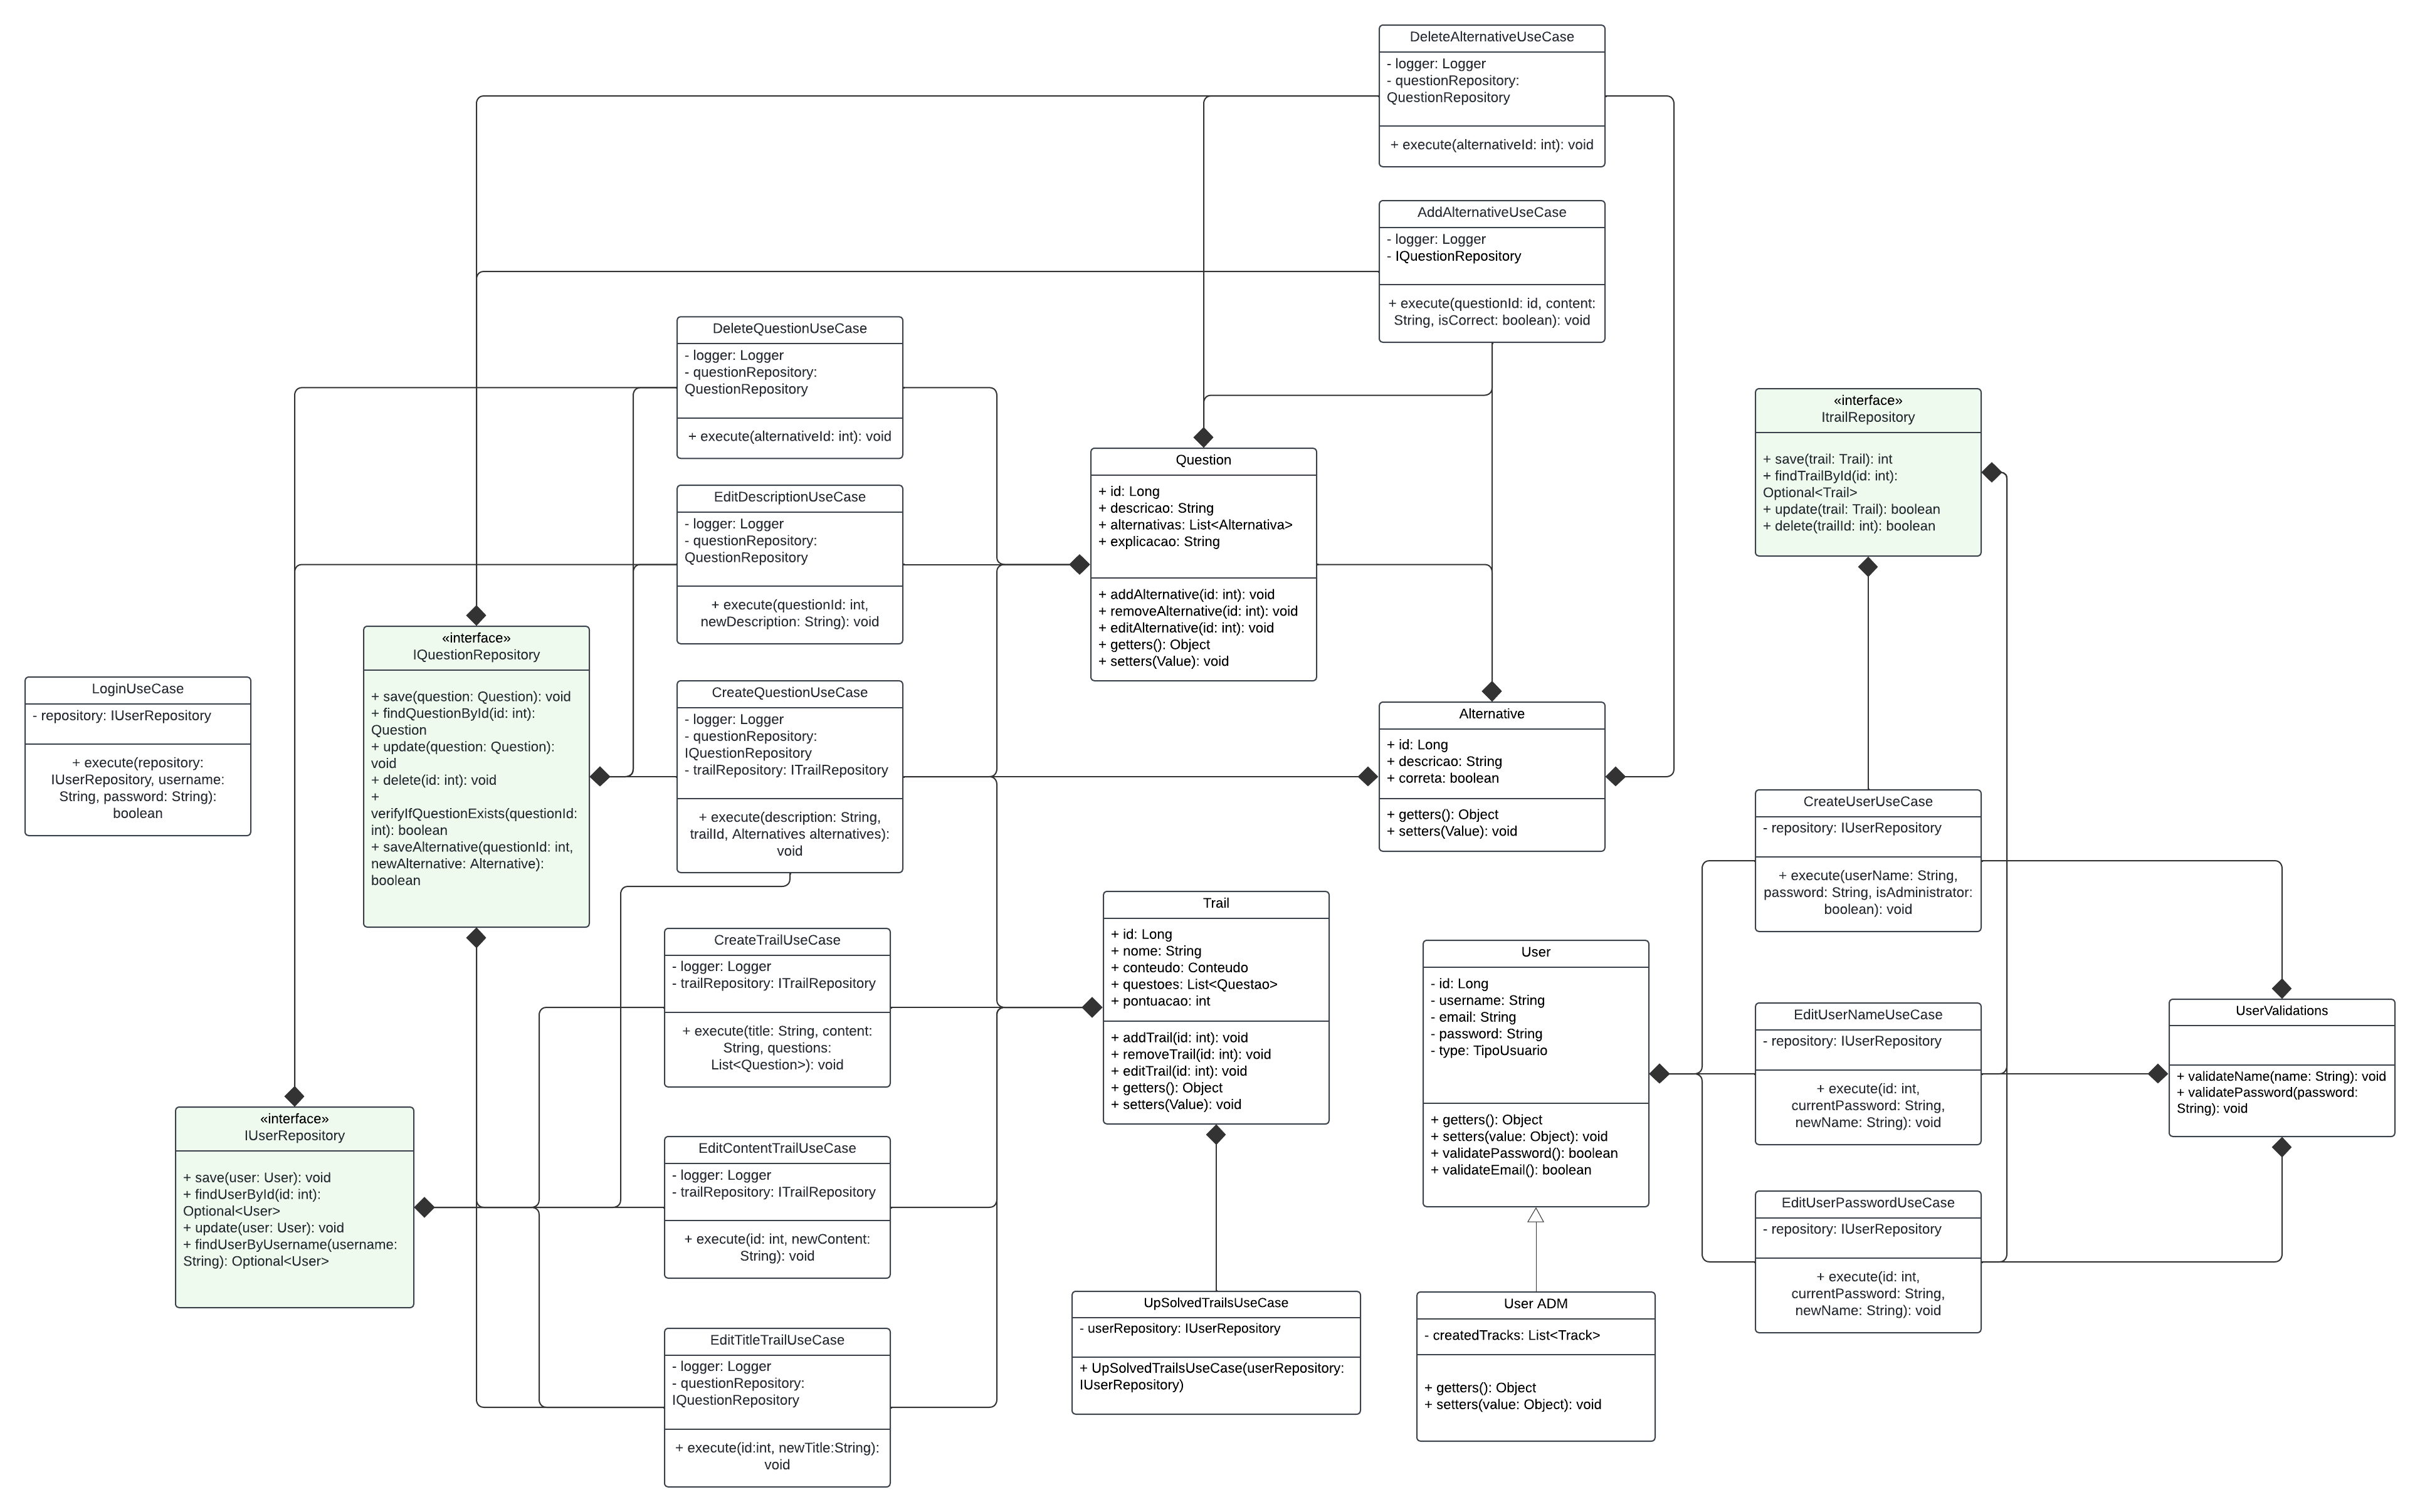 DeleteAlternativeUseCase
- logger: Logger
- questionRepository:
QuestionRepository
+ execute(alternativeId: int): void
AddAlternativeUseCase
- logger: Logger
- IQuestionRepository
+ execute(questionId: id, content:
String, isCorrect: boolean): void
DeleteQuestionUseCase
- logger: Logger
- questionRepository:
QuestionRepository
+ execute(alternativeId: int): void
EditDescriptionUseCase
- logger: Logger
- questionRepository:
QuestionRepository
+ execute(questionId: int,
newDescription: String): void
Question
+ id: Long
+ descricao: String
+ alternativas: List<Alternativa>
+ explicacao: String
+ addAlternative(id: int): void
+ removeAlternative(id: int): void
+ editAlternative(id: int): void
+ getters(): Object
+ setters(Value): void
«interface»
ItrailRepository
+ save(trail: Trail): int
+ findTrailById(id: int):
Optional<Trail>
+ update(trail: Trail): boolean
+ delete(trailId: int): boolean
«interface»
IQuestionRepository
+ save(question: Question): void
+ findQuestionById(id: int):
Question
+ update(question: Question):
void
+ delete(id: int): void
+
verifyIfQuestionExists(questionId:
int): boolean
+ saveAlternative(questionId: int,
newAlternative: Alternative):
boolean
LoginUseCase
- repository: IUserRepository
+ execute(repository:
IUserRepository, username:
String, password: String):
boolean
CreateQuestionUseCase
- logger: Logger
- questionRepository:
IQuestionRepository
- trailRepository: ITrailRepository
+ execute(description: String,
trailId, Alternatives alternatives):
void
Alternative
+ id: Long
+ descricao: String
+ correta: boolean
+ getters(): Object
+ setters(Value): void
CreateUserUseCase
- repository: IUserRepository
+ execute(userName: String,
password: String, isAdministrator:
boolean): void
Trail
+ id: Long
+ nome: String
+ conteudo: Conteudo
+ questoes: List<Questao>
+ pontuacao: int
+ addTrail(id: int): void
+ removeTrail(id: int): void
+ editTrail(id: int): void
+ getters(): Object
+ setters(Value): void
CreateTrailUseCase
- logger: Logger
- trailRepository: ITrailRepository
+ execute(title: String, content:
String, questions:
List<Question>): void
User
- id: Long
- username: String
- email: String
- password: String
- type: TipoUsuario
+ getters(): Object
+ setters(value: Object): void
+ validatePassword(): boolean
+ validateEmail(): boolean
EditUserNameUseCase
- repository: IUserRepository
+ execute(id: int,
currentPassword: String,
newName: String): void
UserValidations
+ validateName(name: String): void
+ validatePassword(password:
String): void
«interface»
IUserRepository
+ save(user: User): void
+ findUserById(id: int):
Optional<User>
+ update(user: User): void
+ findUserByUsername(username:
String): Optional<User>
EditContentTrailUseCase
- logger: Logger
- trailRepository: ITrailRepository
+ execute(id: int, newContent:
String): void
EditUserPasswordUseCase
- repository: IUserRepository
+ execute(id: int,
currentPassword: String,
newName: String): void
UpSolvedTrailsUseCase
- userRepository: IUserRepository
+ UpSolvedTrailsUseCase(userRepository:
IUserRepository)
User ADM
- createdTracks: List<Track>
+ getters(): Object
+ setters(value: Object): void
EditTitleTrailUseCase
- logger: Logger
- questionRepository:
IQuestionRepository
+ execute(id:int, newTitle:String):
void